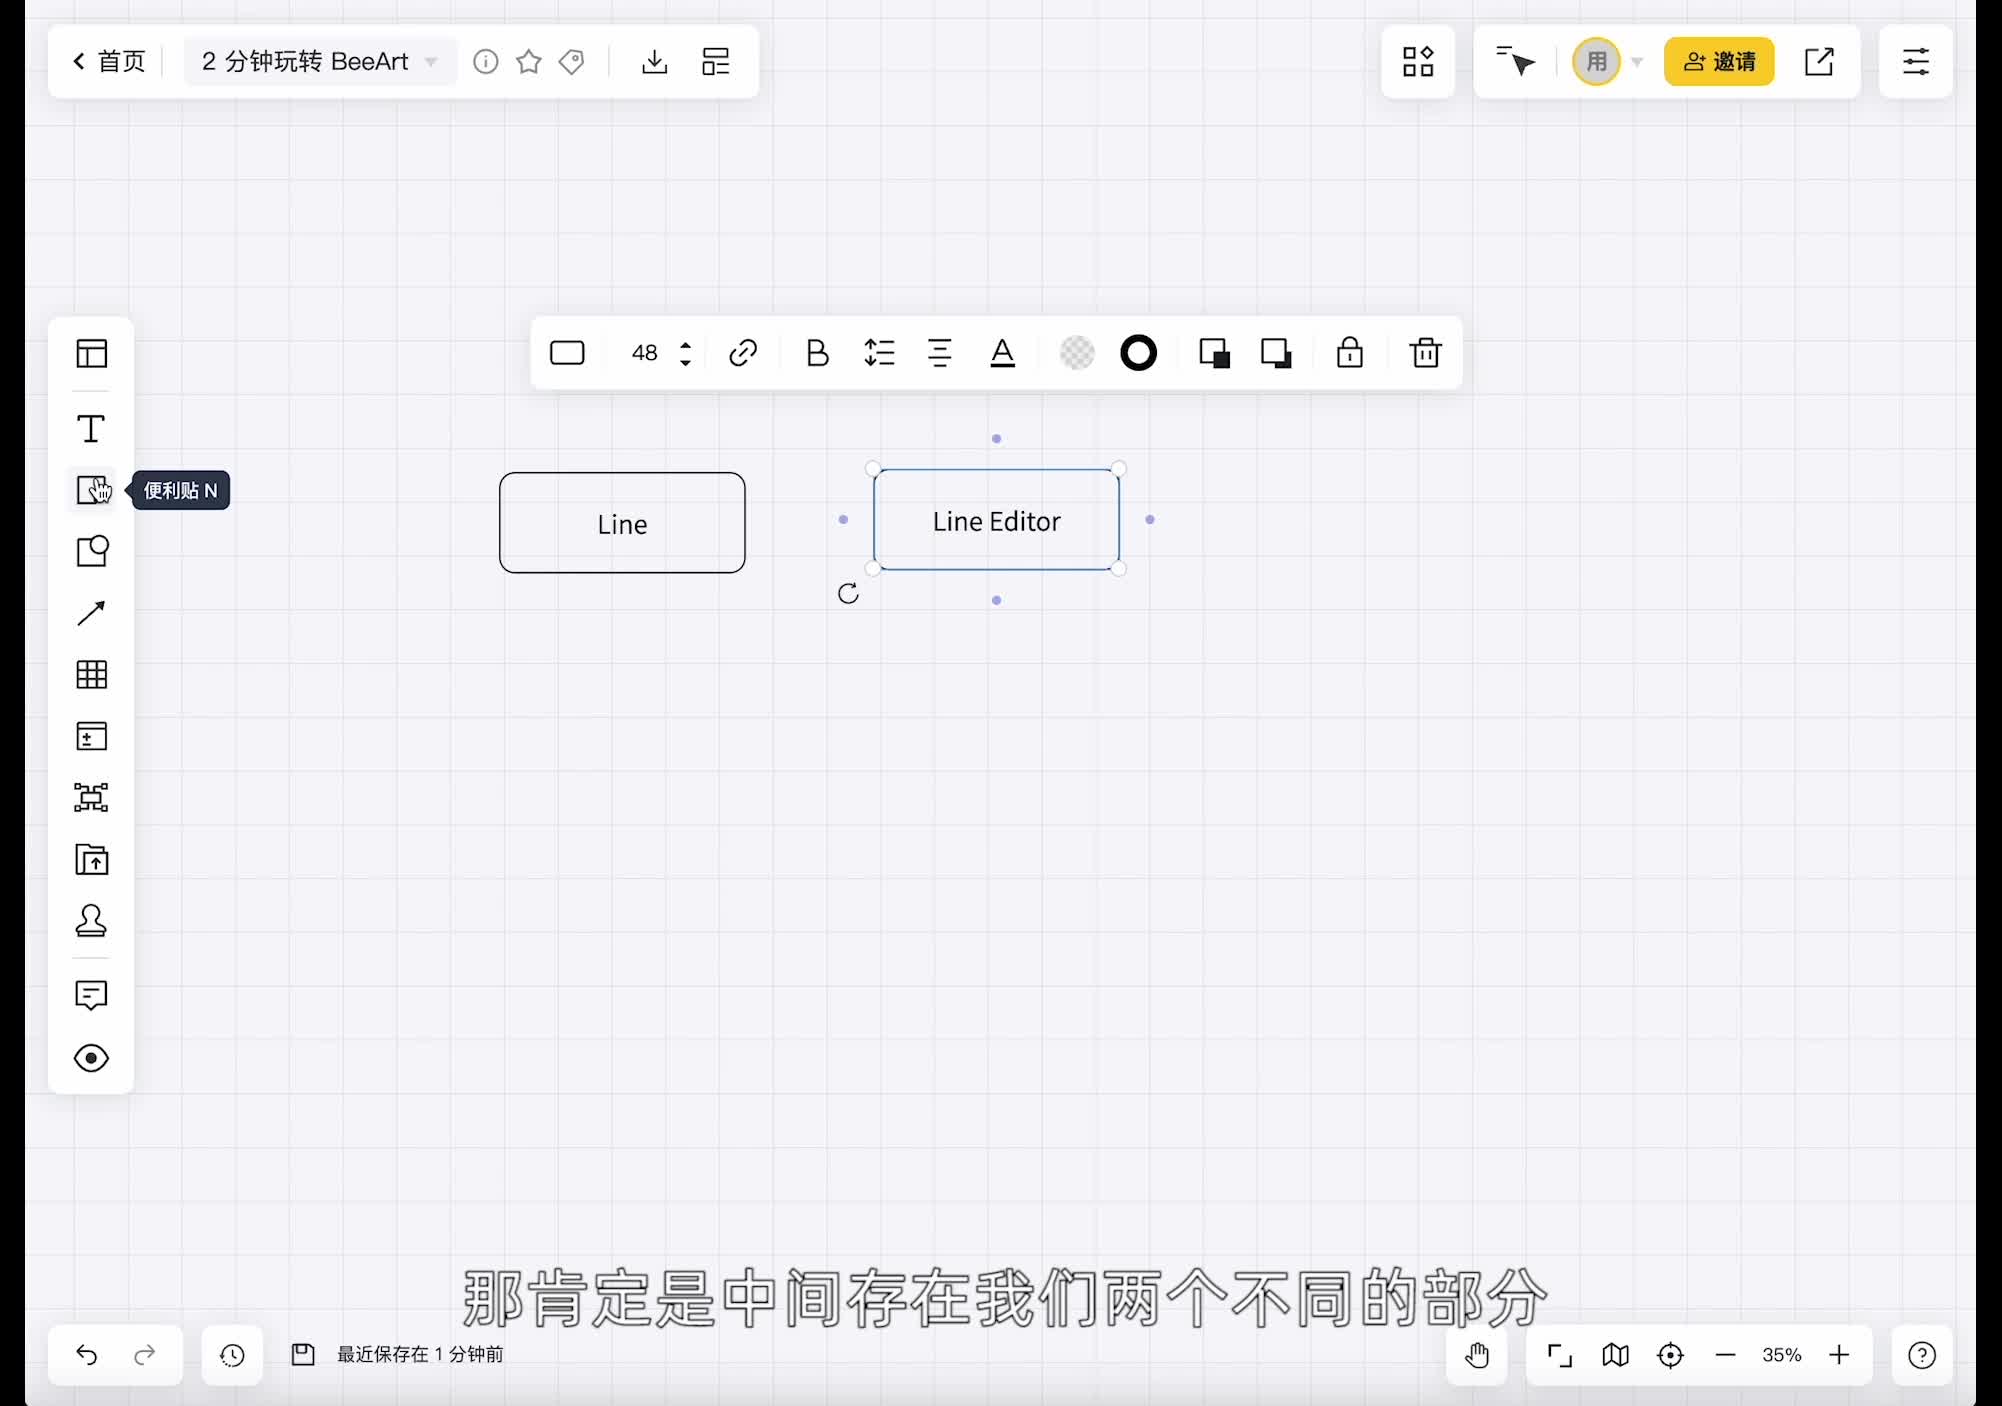 首页
2 分钟玩转 BeeArt
用
邀请
48
便利贴 N
Line
Line Editor
那肯定是中间存在我们两个不同的部分
最近保存在 1 分钟前
35%